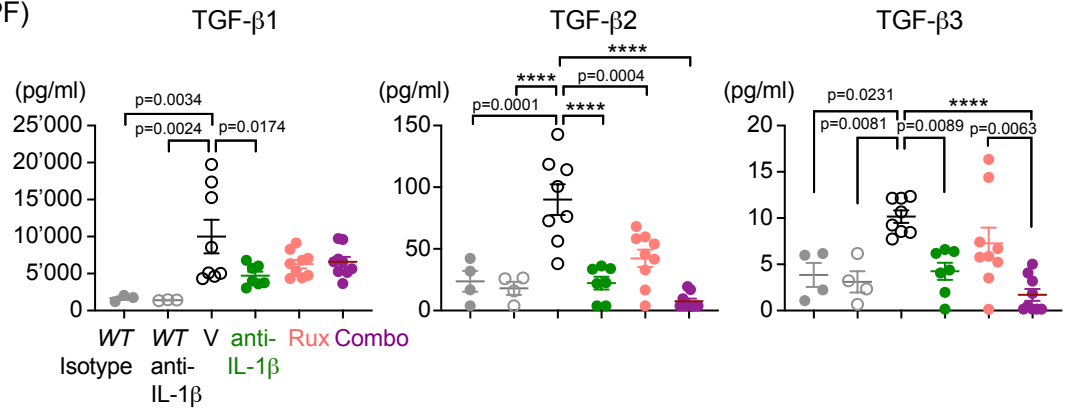 PF)
TGF-β1
TGF-β2
TGF-β3
(pg/ml)
25’000
20’000
15’000
10’000
5’000
0
p=0.0034
p=0.0024
p=0.0174
WT Isotype
WT anti-IL-1β
V
anti-IL-1β
Rux
Combo
(pg/ml)
150
100
50
0
****
****
p=0.0004
p=0.0001
****
(pg/ml)
20
15
10
5
0
p=0.0231
****
p=0.0081
p=0.0089
p=0.0063